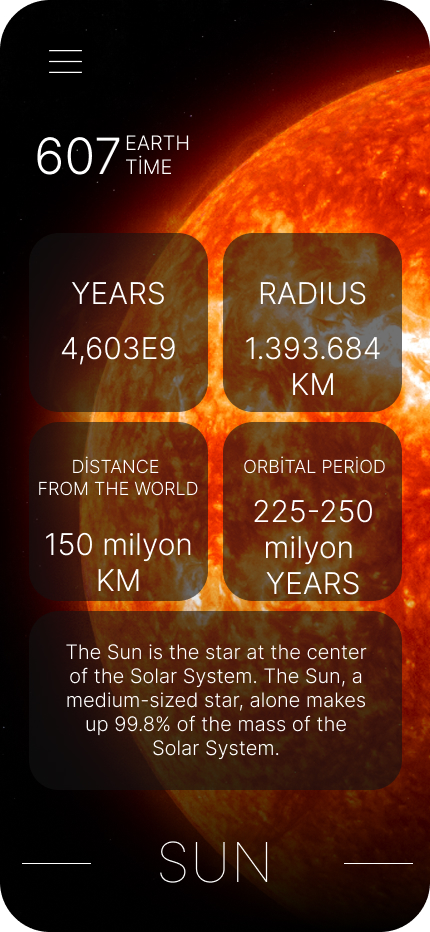 607 EARTH
TİME
YEARS
4,603E9
RADIUS
1.393.684
KM
DİSTANCE
FROM THE WORLD
150 milyon
KM
ORBİTAL PERİOD
225-250
milyon
YEARS
The Sun is the star at the center
of the Solar System. The Sun, a
medium-sized star, alone makes
up 99.8% of the mass of the
Solar System.
SUN